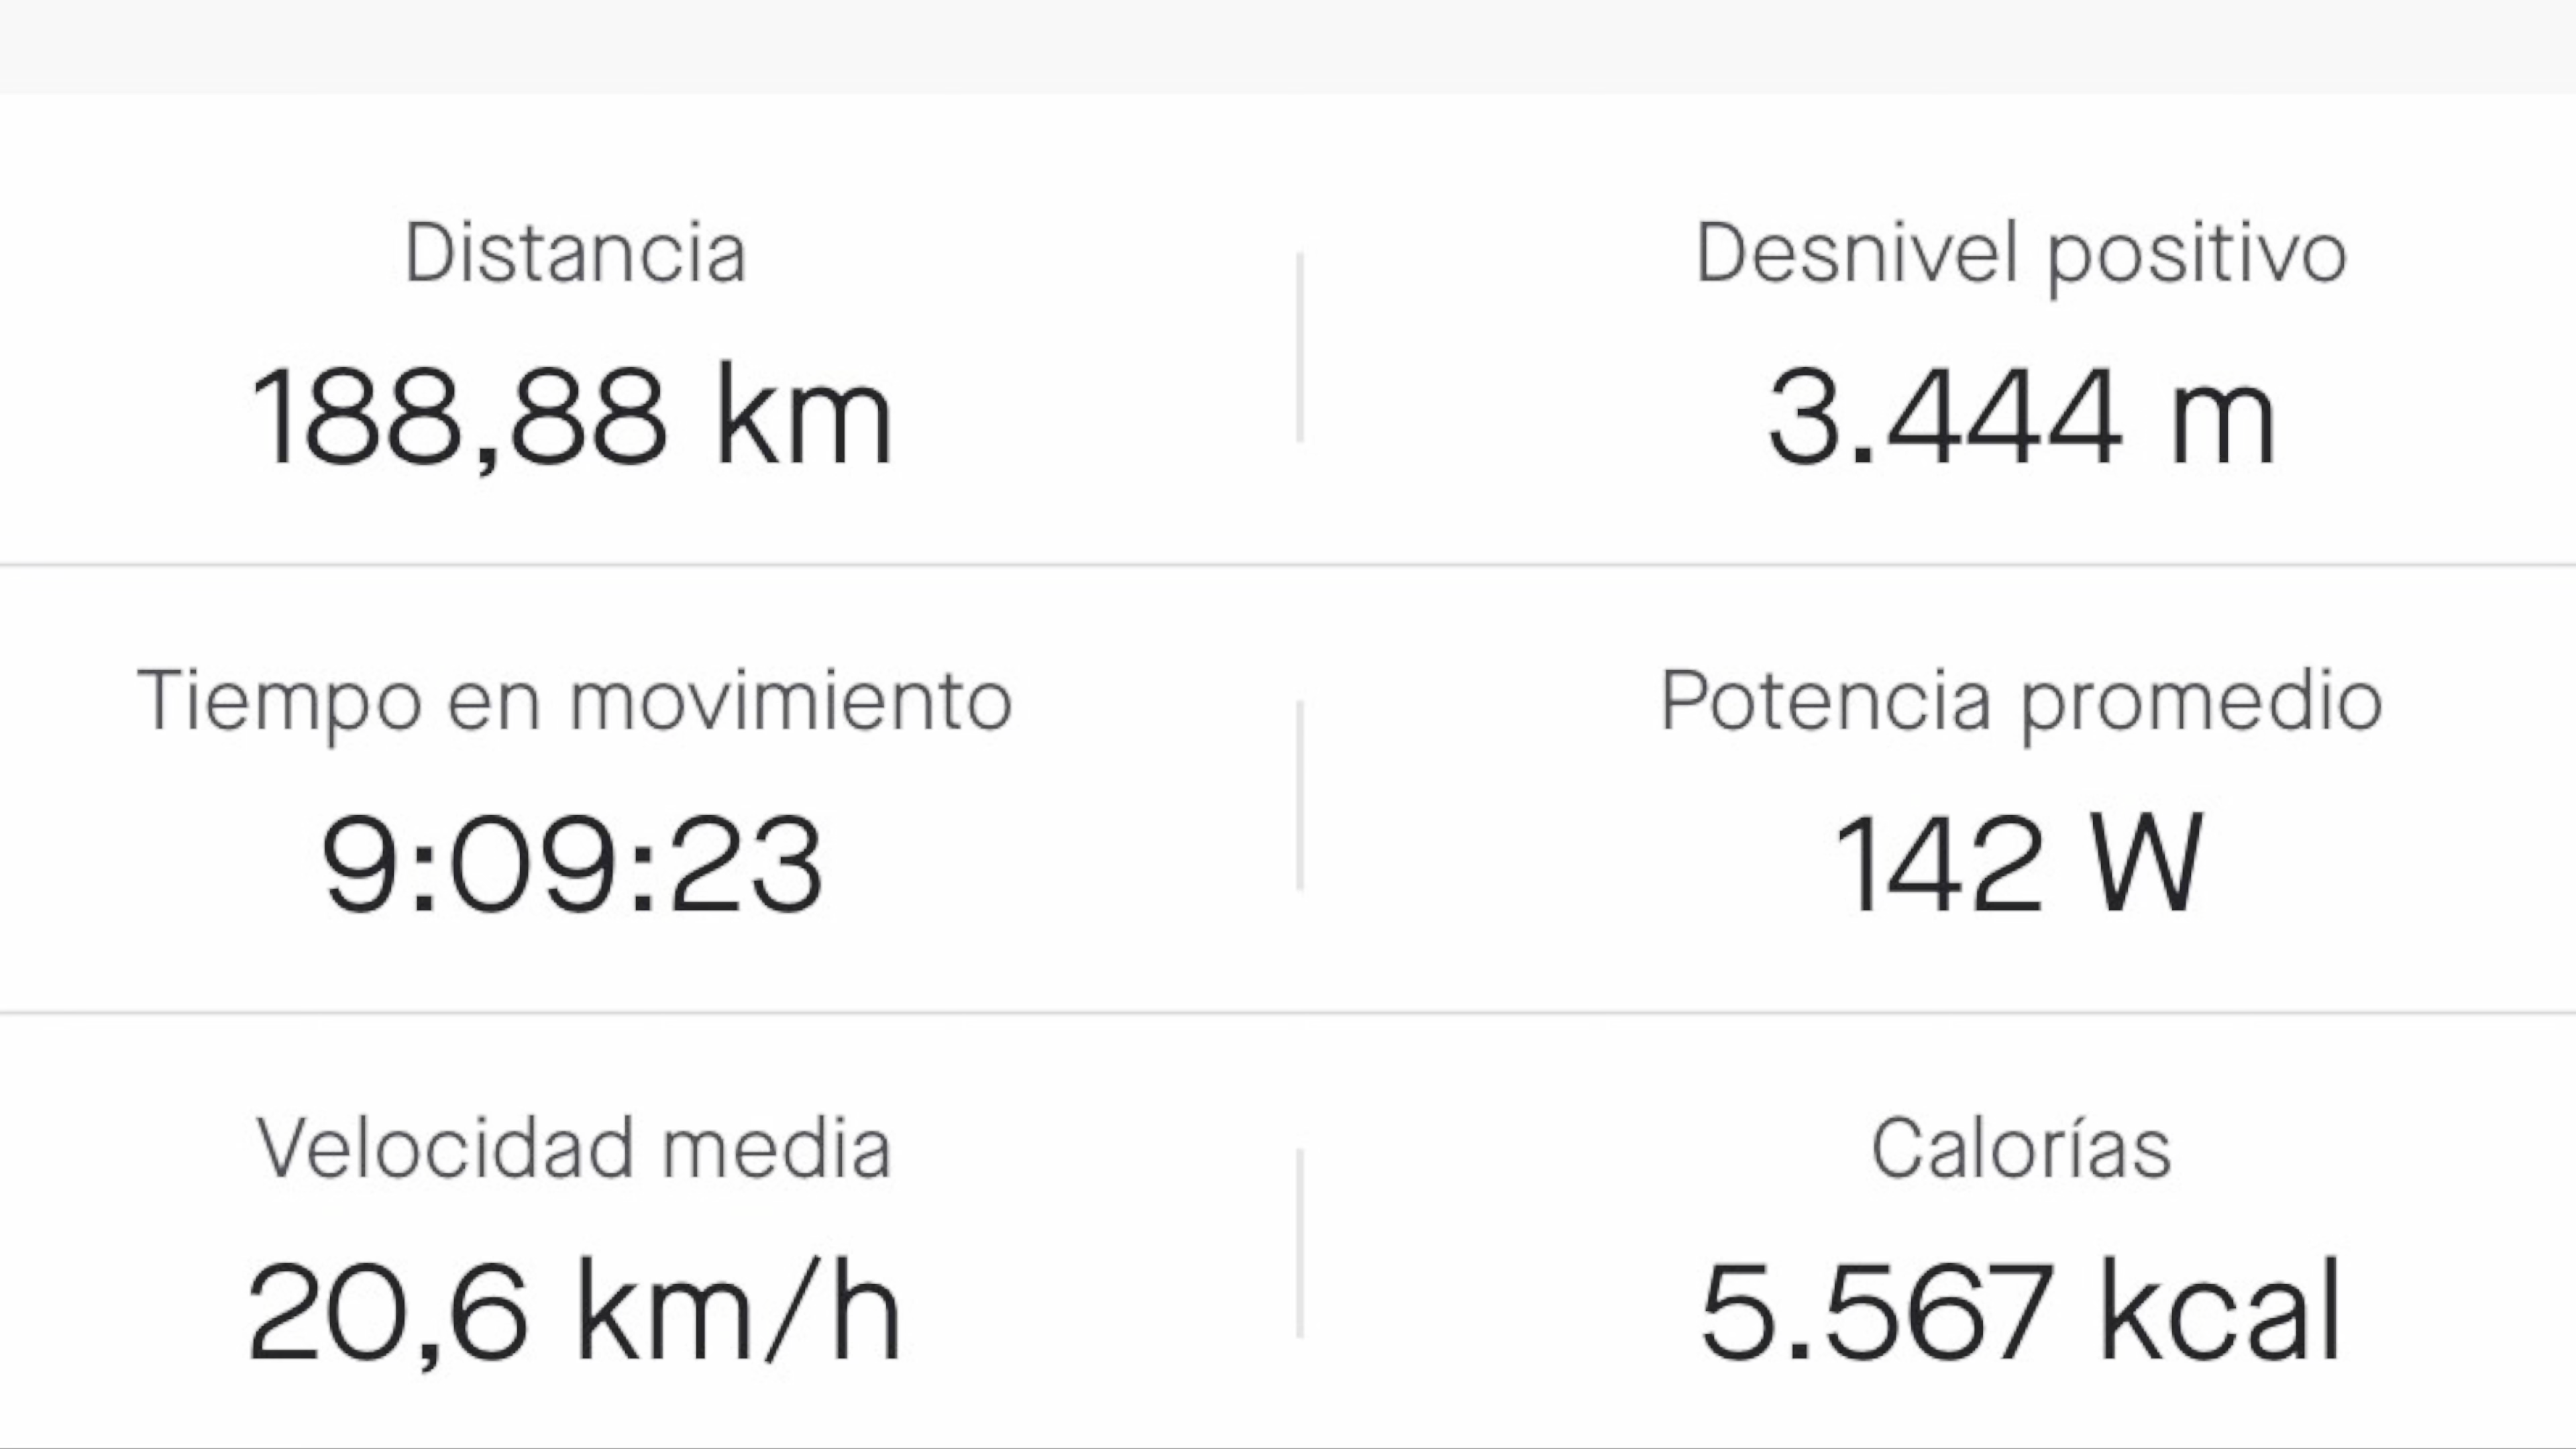 Distancia
188,88 km
Desnivel positivo
3.444 m
Tiempo en movimiento
9:09:23
Potencia promedio
142 W
Velocidad media
20,6 km/h
Calorías
5.567 kcal